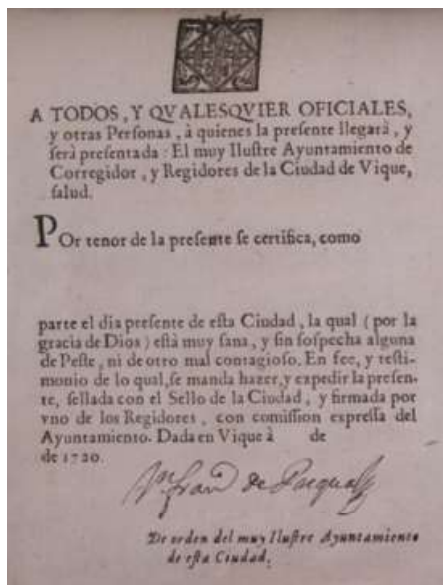 A TODOS, Y QVALESQVIER OFICIALES,
y otras Personas, à quienes la presente llegarà, y
serà presentada: El muy Ilustre Ayuntamiento de
Corregidor, y Regidores de la Ciudad de Vique,
salud.
POr tenor de la presente se certifica, como
parte el dia presente de esta Ciudad, la qual (por la
gracia de Dios) està muy sana, y sin sospecha alguna
de Peste, ni de otro mal contagioso. En fee, y testi-
monio de lo qual, se manda hazer, y expedir la presen-
te, sellada con el Sello de la Ciudad, y firmada por
vno de los Regidores, con comission expressa del
Ayuntamiento. Dada en Vique à de
de 1720.
de Pasqual
De orden del muy Ilustre Ayuntamiento
de esta Ciudad.